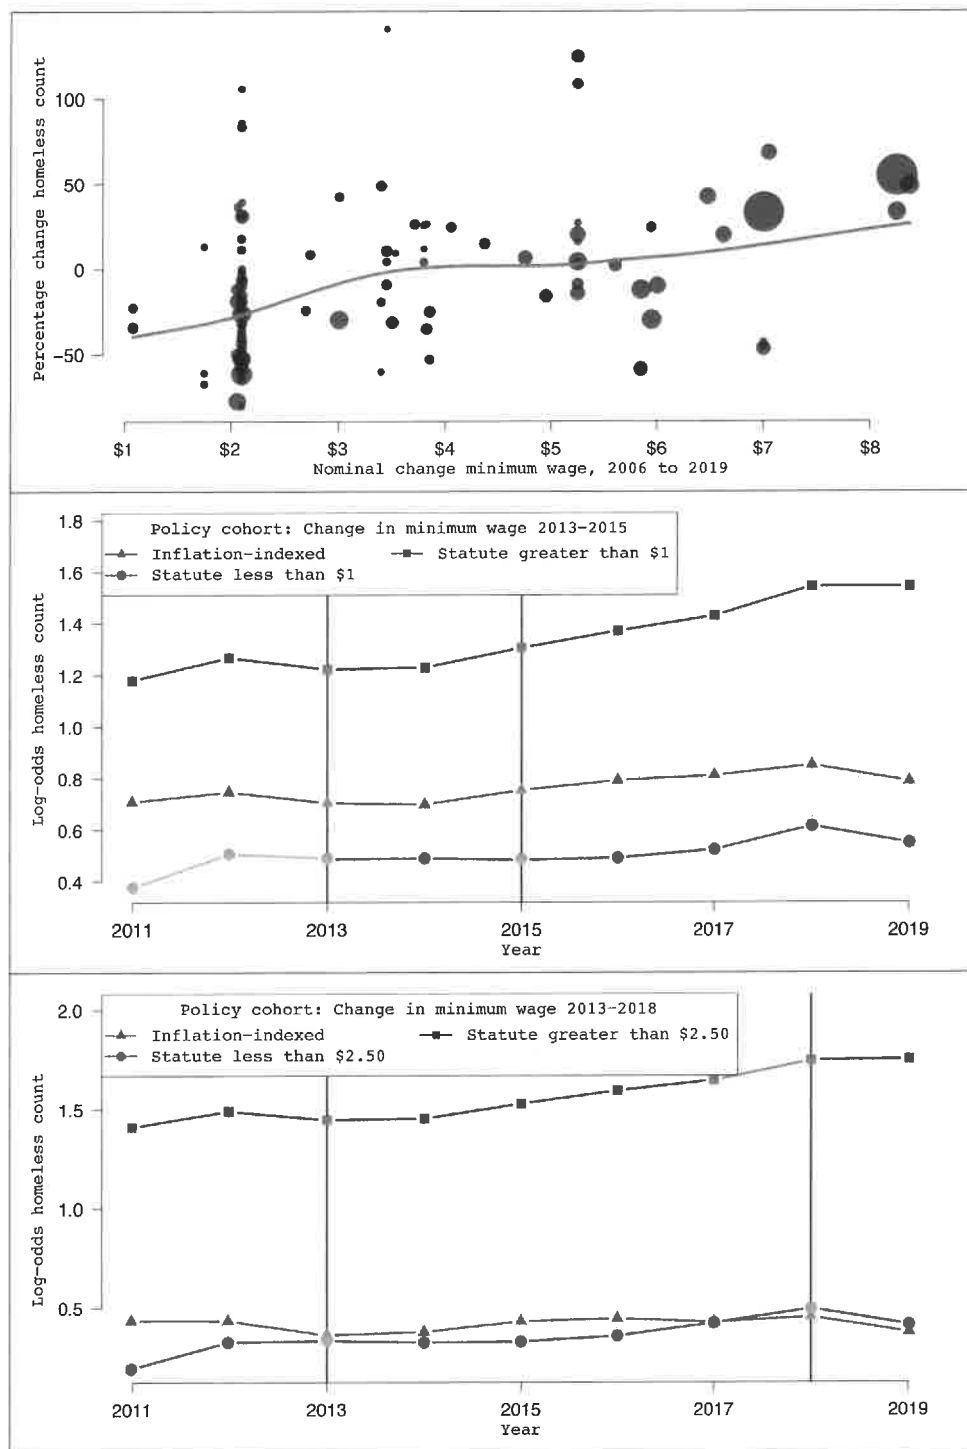 Percentage change homeless count
100
50
0
−50
$1 $2 $3 $4 $5 $6 $7 $8
Nominal change minimum wage, 2006 to 2019
Log-odds homeless count
1.8
1.6
1.4
1.2
1.0
0.8
0.6
0.4
Policy cohort: Change in minimum wage 2013-2015
Inflation-indexed Statute greater than $1
Statute less than $1
2011 2013 2015 2017 2019
Year
Log-odds homeless count
2.0
1.5
1.0
0.5
Policy cohort: Change in minimum wage 2013-2018
Inflation-indexed Statute greater than $2.50
Statute less than $2.50
2011 2013 2015 2017 2019
Year